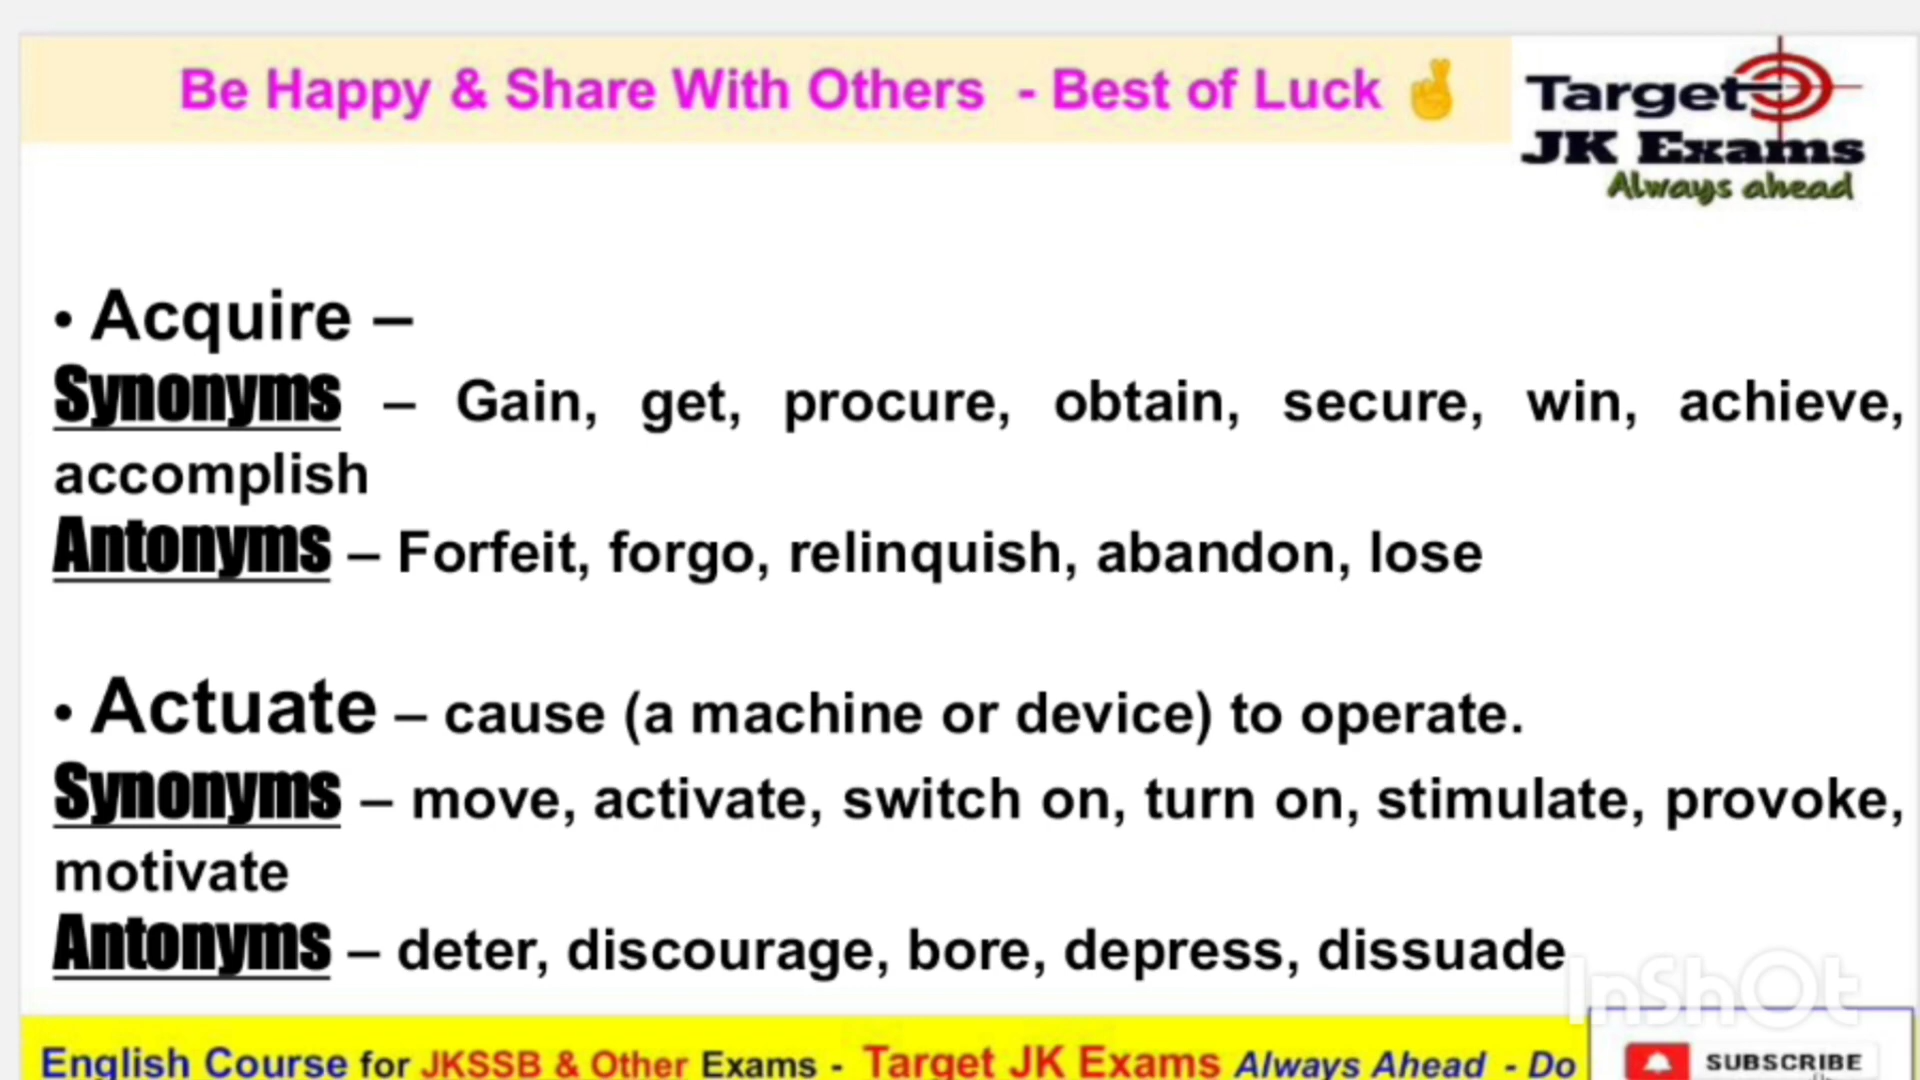 Be Happy & Share With Others - Best of Luck 🤞
Target
JK Exams
Always ahead
• Acquire –
Synonyms – Gain, get, procure, obtain, secure, win, achieve,
accomplish
Antonyms – Forfeit, forgo, relinquish, abandon, lose
• Actuate – cause (a machine or device) to operate.
Synonyms – move, activate, switch on, turn on, stimulate, provoke,
motivate
Antonyms – deter, discourage, bore, depress, dissuade
InShOt
English Course for JKSSB & Other Exams - Target JK Exams Always Ahead - Do
SUBSCRIBE